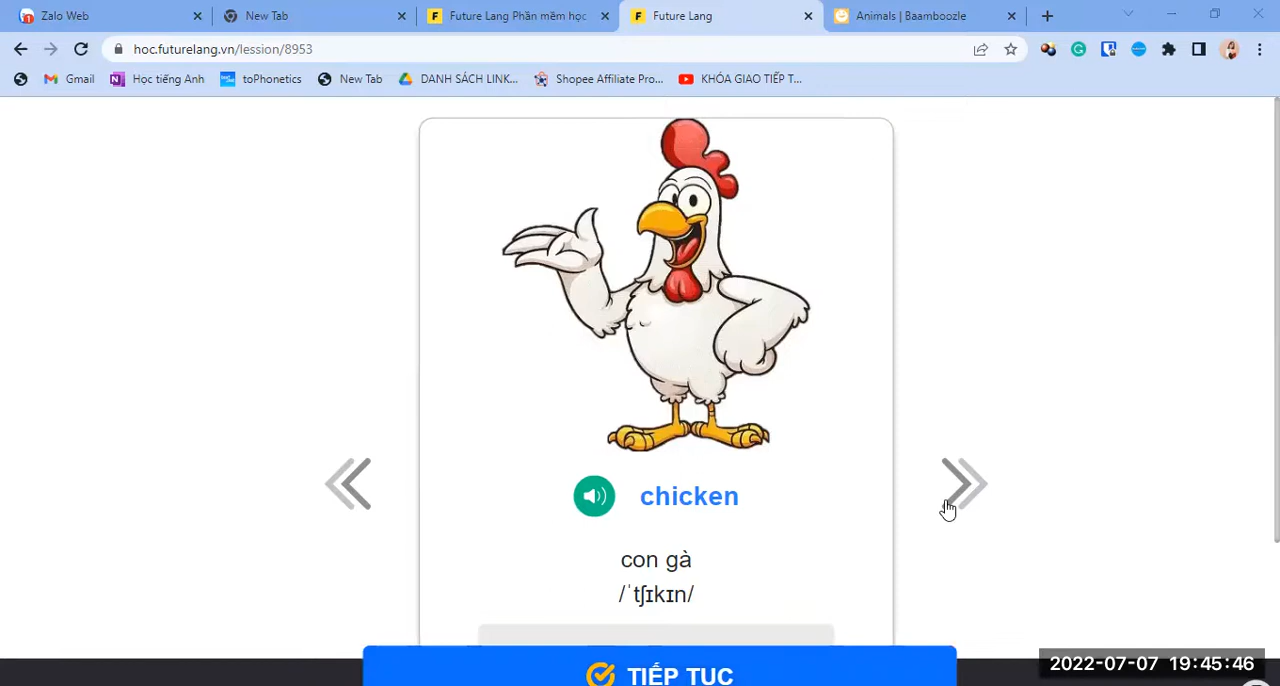 Zalo Web
New Tab
Future Lang Phần mềm học
Future Lang
Animals | Baamboozle
hoc.futurelang.vn/lession/8953
Gmail
Học tiếng Anh
toPhonetics
New Tab
DANH SÁCH LINK...
Shopee Affiliate Pro...
KHÓA GIAO TIẾP T...
chicken
con gà
/ˈtʃɪkɪn/
TIẾP TỤC
2022-07-07 19:45:46